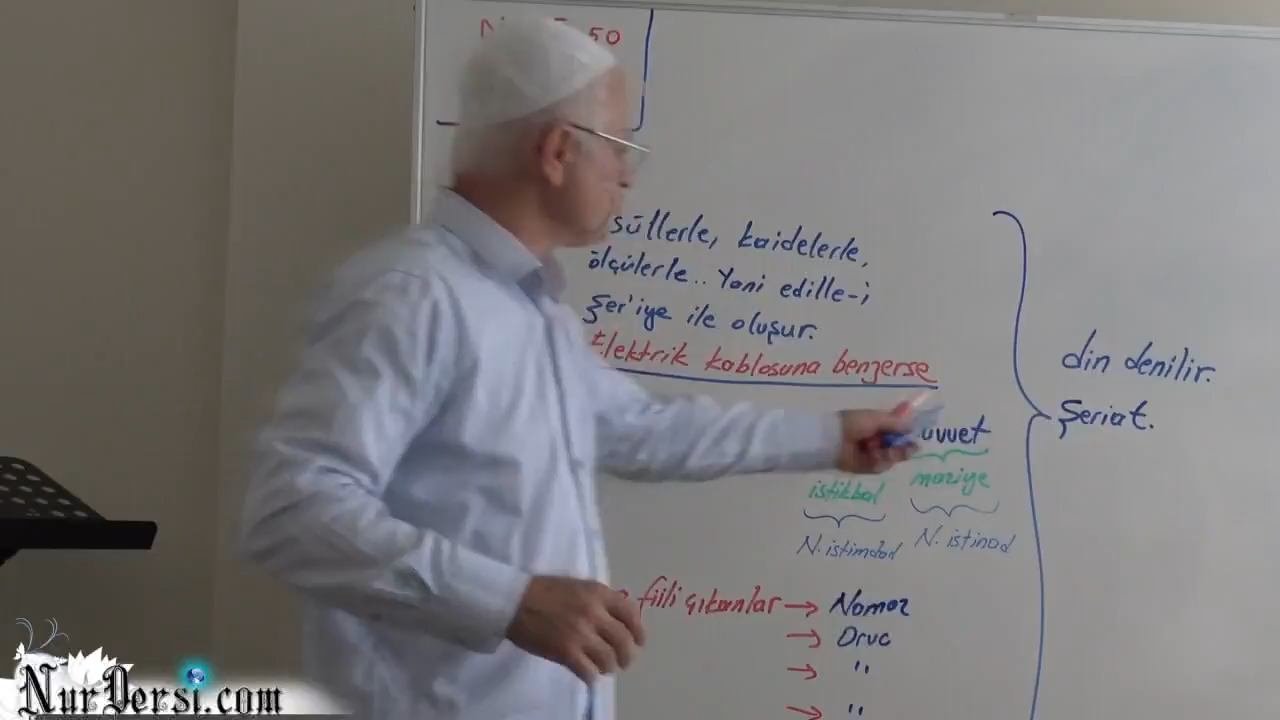 50
sûllerle, kaidelerle,
ölçülerle.. Yani edille-i
Şer'iye ile oluşur.
Elektrik kablosuna benzerse
uvvet
istikbal
maziye
N. istimdad
N. istinad
fiili çıkanlar → Namaz
→ Oruc
→ "
→ "
din denilir.
Şeriat.
NurDersi.com